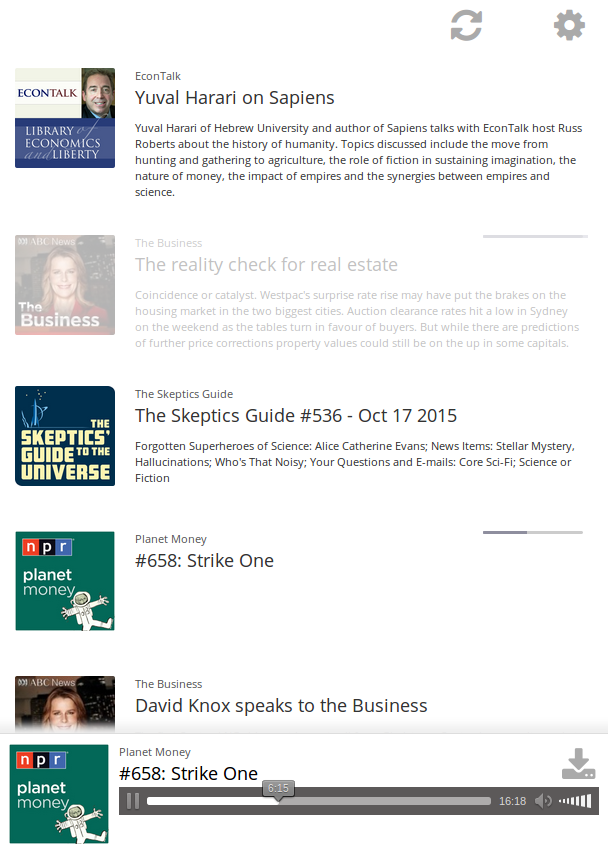 EconTalk
Yuval Harari on Sapiens
ECONTALK
LIBRARY of
ECONOMICS
and LIBERTY
Yuval Harari of Hebrew University and author of Sapiens talks with EconTalk host Russ
Roberts about the history of humanity. Topics discussed include the move from
hunting and gathering to agriculture, the role of fiction in sustaining imagination, the
nature of money, the impact of empires and the synergies between empires and
science.
The Business
The reality check for real estate
ABC News
The
Business
Coincidence or catalyst. Westpac's surprise rate rise may have put the brakes on the
housing market in the two biggest cities. Auction clearance rates hit a low in Sydney
on the weekend as the tables turn in favour of buyers. But while there are predictions
of further price corrections property values could still be on the up in some capitals.
The Skeptics Guide
The Skeptics Guide #536 - Oct 17 2015
THE
SKEPTICS'
GUIDE TO THE
UNIVERSE
Forgotten Superheroes of Science: Alice Catherine Evans; News Items: Stellar Mystery,
Hallucinations; Who's That Noisy; Your Questions and E-mails: Core Sci-Fi; Science or
Fiction
Planet Money
#658: Strike One
npr
planet
money
The Business
David Knox speaks to the Business
ABC News
Planet Money
#658: Strike One
npr
planet
money
6:15
16:18